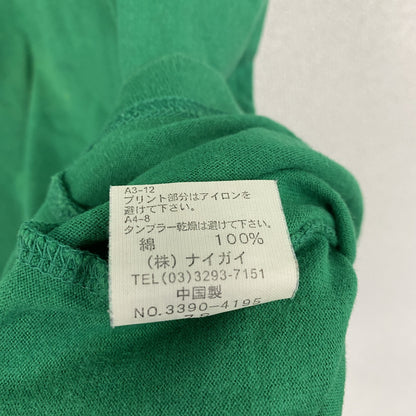 A3-12
プリント部分はアイロンを
避けて下さい。
A4-8
タンブラー乾燥は避けて下さい。
綿 100%
(株) ナイガイ
TEL(03)3293-7151
中国製
NO.3390-4195